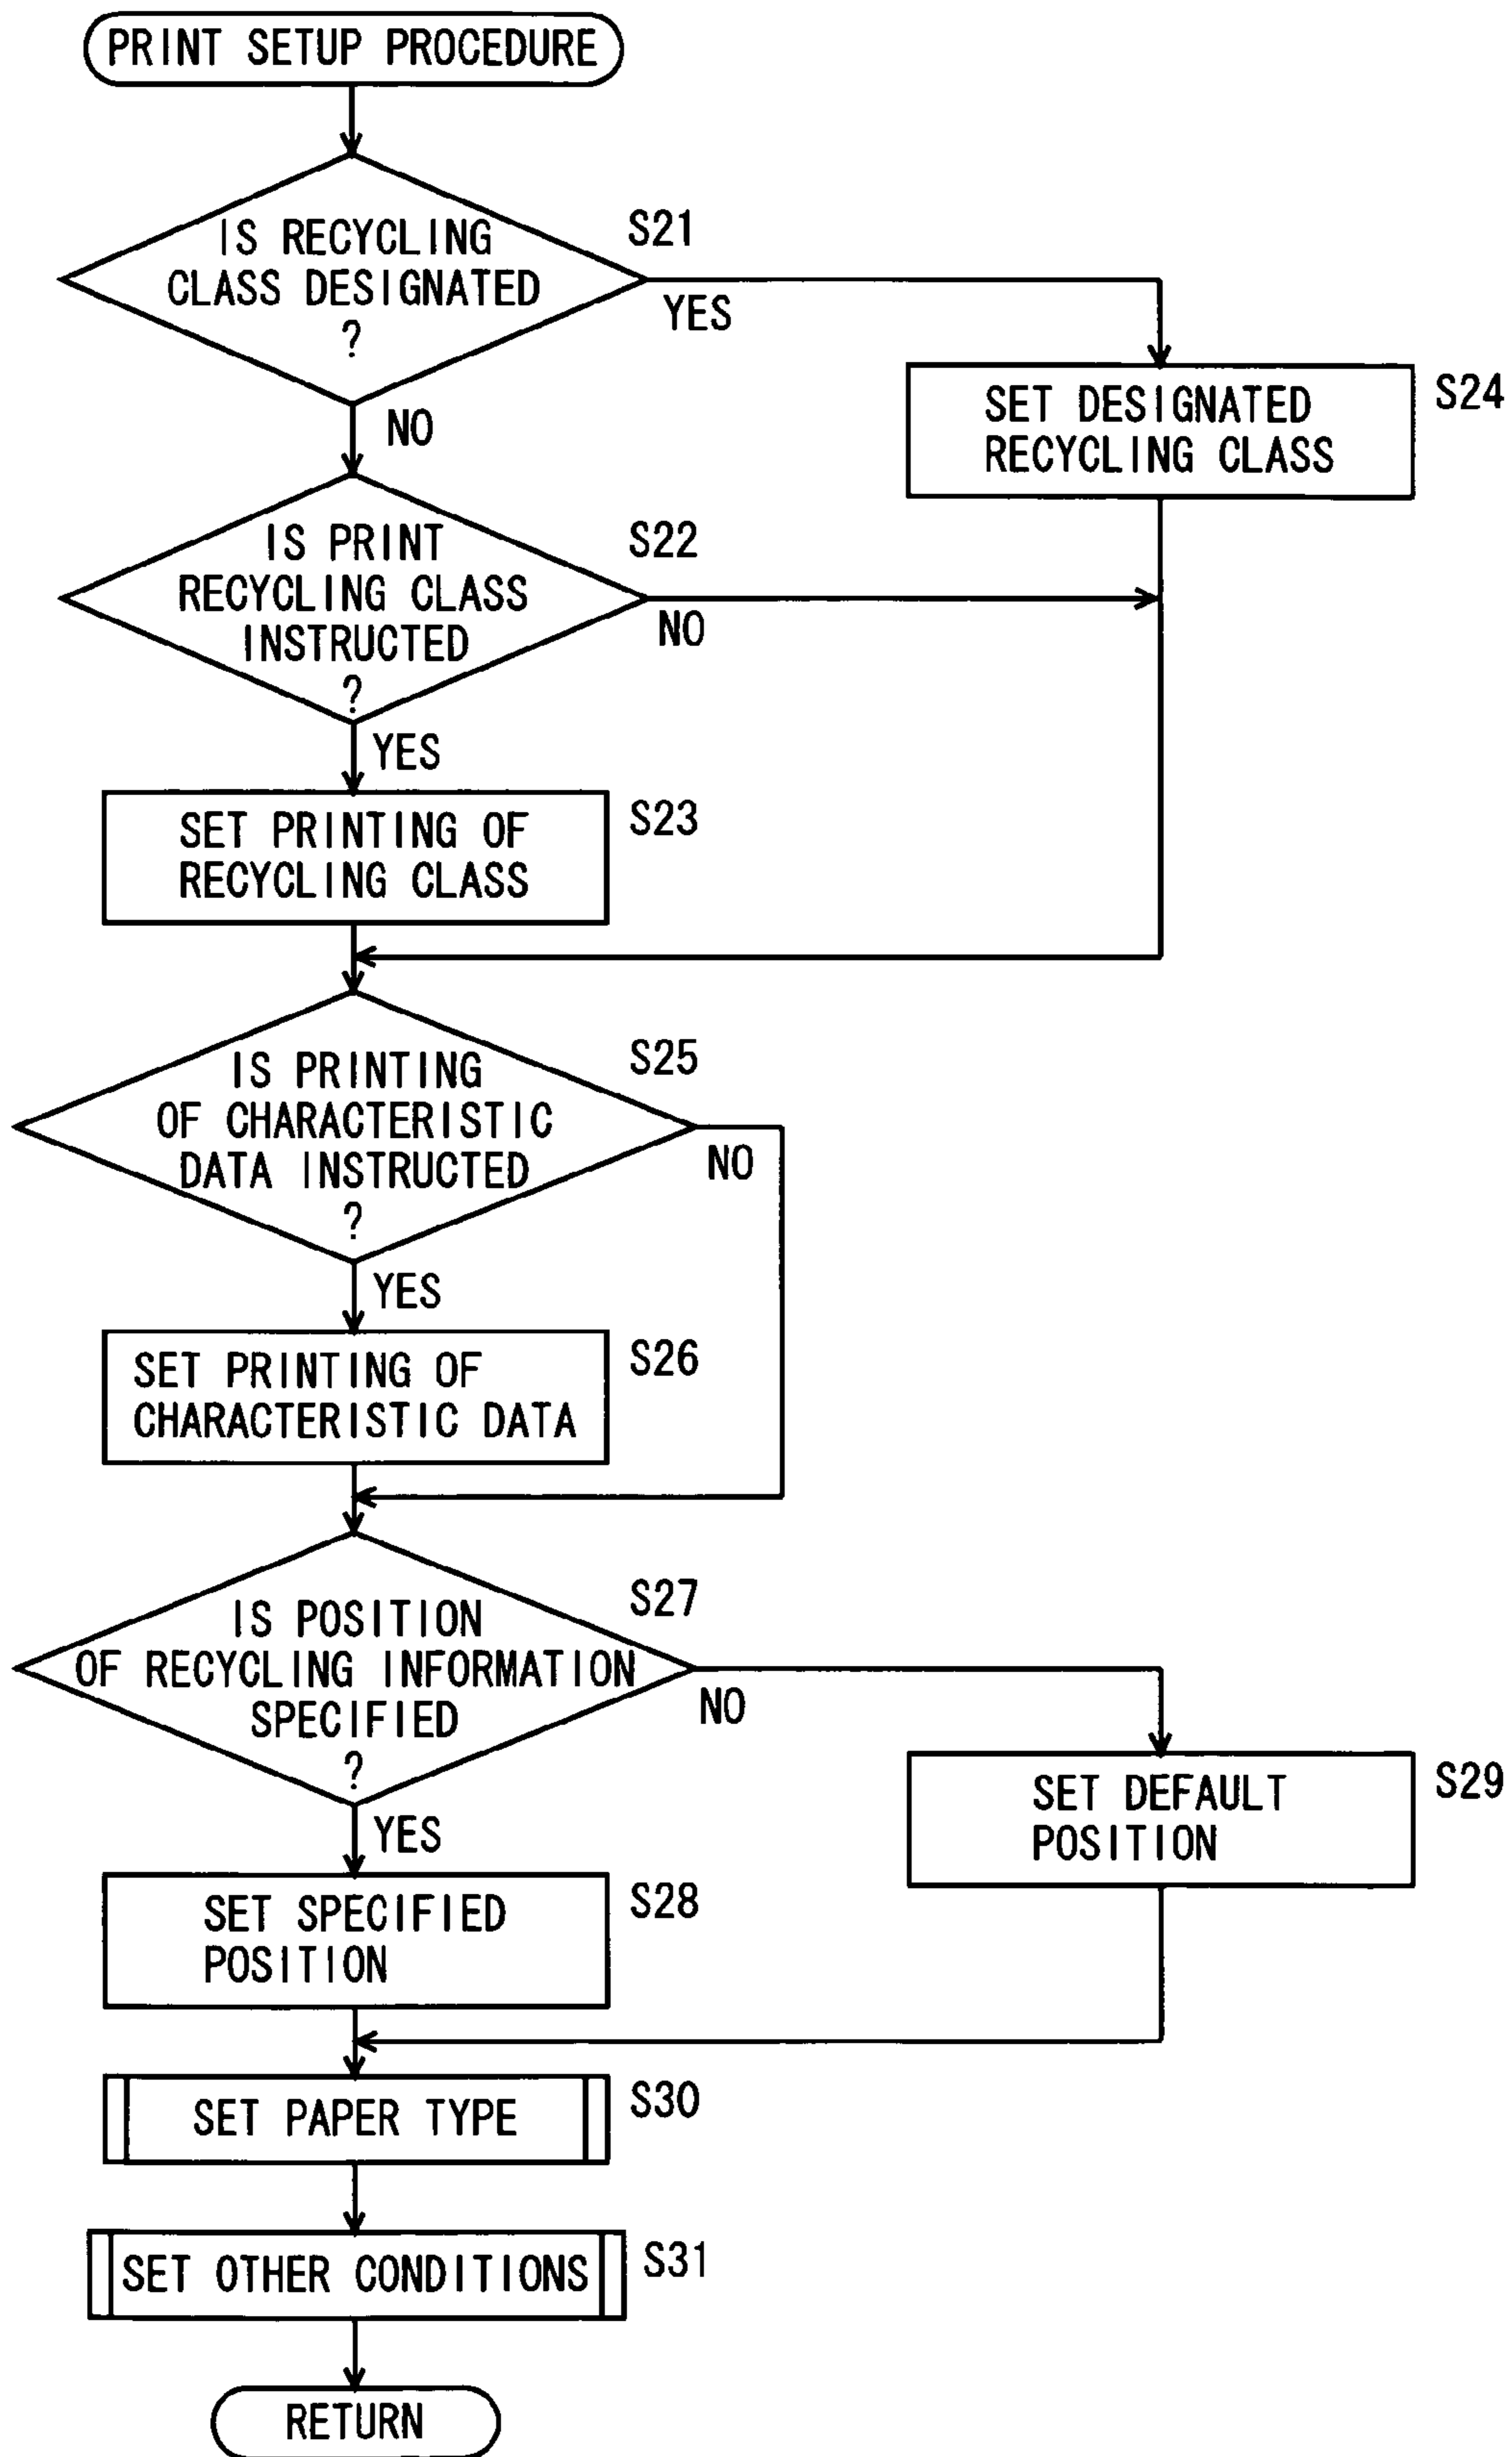 PRINT SETUP PROCEDURE
IS RECYCLING
CLASS DESIGNATED
?
S21
YES
NO
SET DESIGNATED
RECYCLING CLASS
S24
IS PRINT
RECYCLING CLASS
INSTRUCTED
?
S22
NO
YES
SET PRINTING OF
RECYCLING CLASS
S23
IS PRINTING
OF CHARACTERISTIC
DATA INSTRUCTED
?
S25
NO
YES
SET PRINTING OF
CHARACTERISTIC DATA
S26
IS POSITION
OF RECYCLING INFORMATION
SPECIFIED
?
S27
NO
YES
SET DEFAULT
POSITION
S29
SET SPECIFIED
POSITION
S28
SET PAPER TYPE
S30
SET OTHER CONDITIONS
S31
RETURN